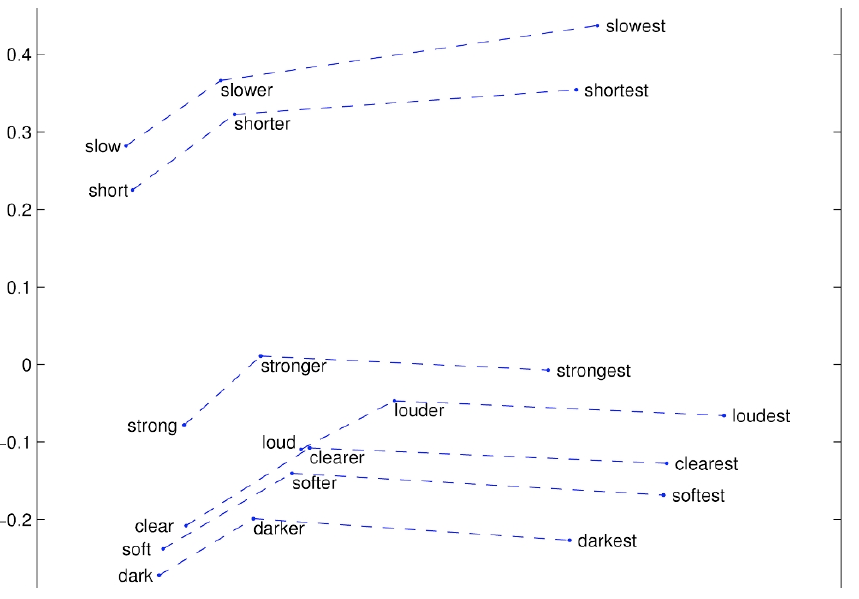 slowest
0.4
slower
shortest
shorter
0.3
slow
short
0.2
0.1
0
stronger
strongest
louder
loudest
strong
-0.1
loud
clearer
clearest
softer
softest
-0.2
clear
darker
darkest
soft
dark